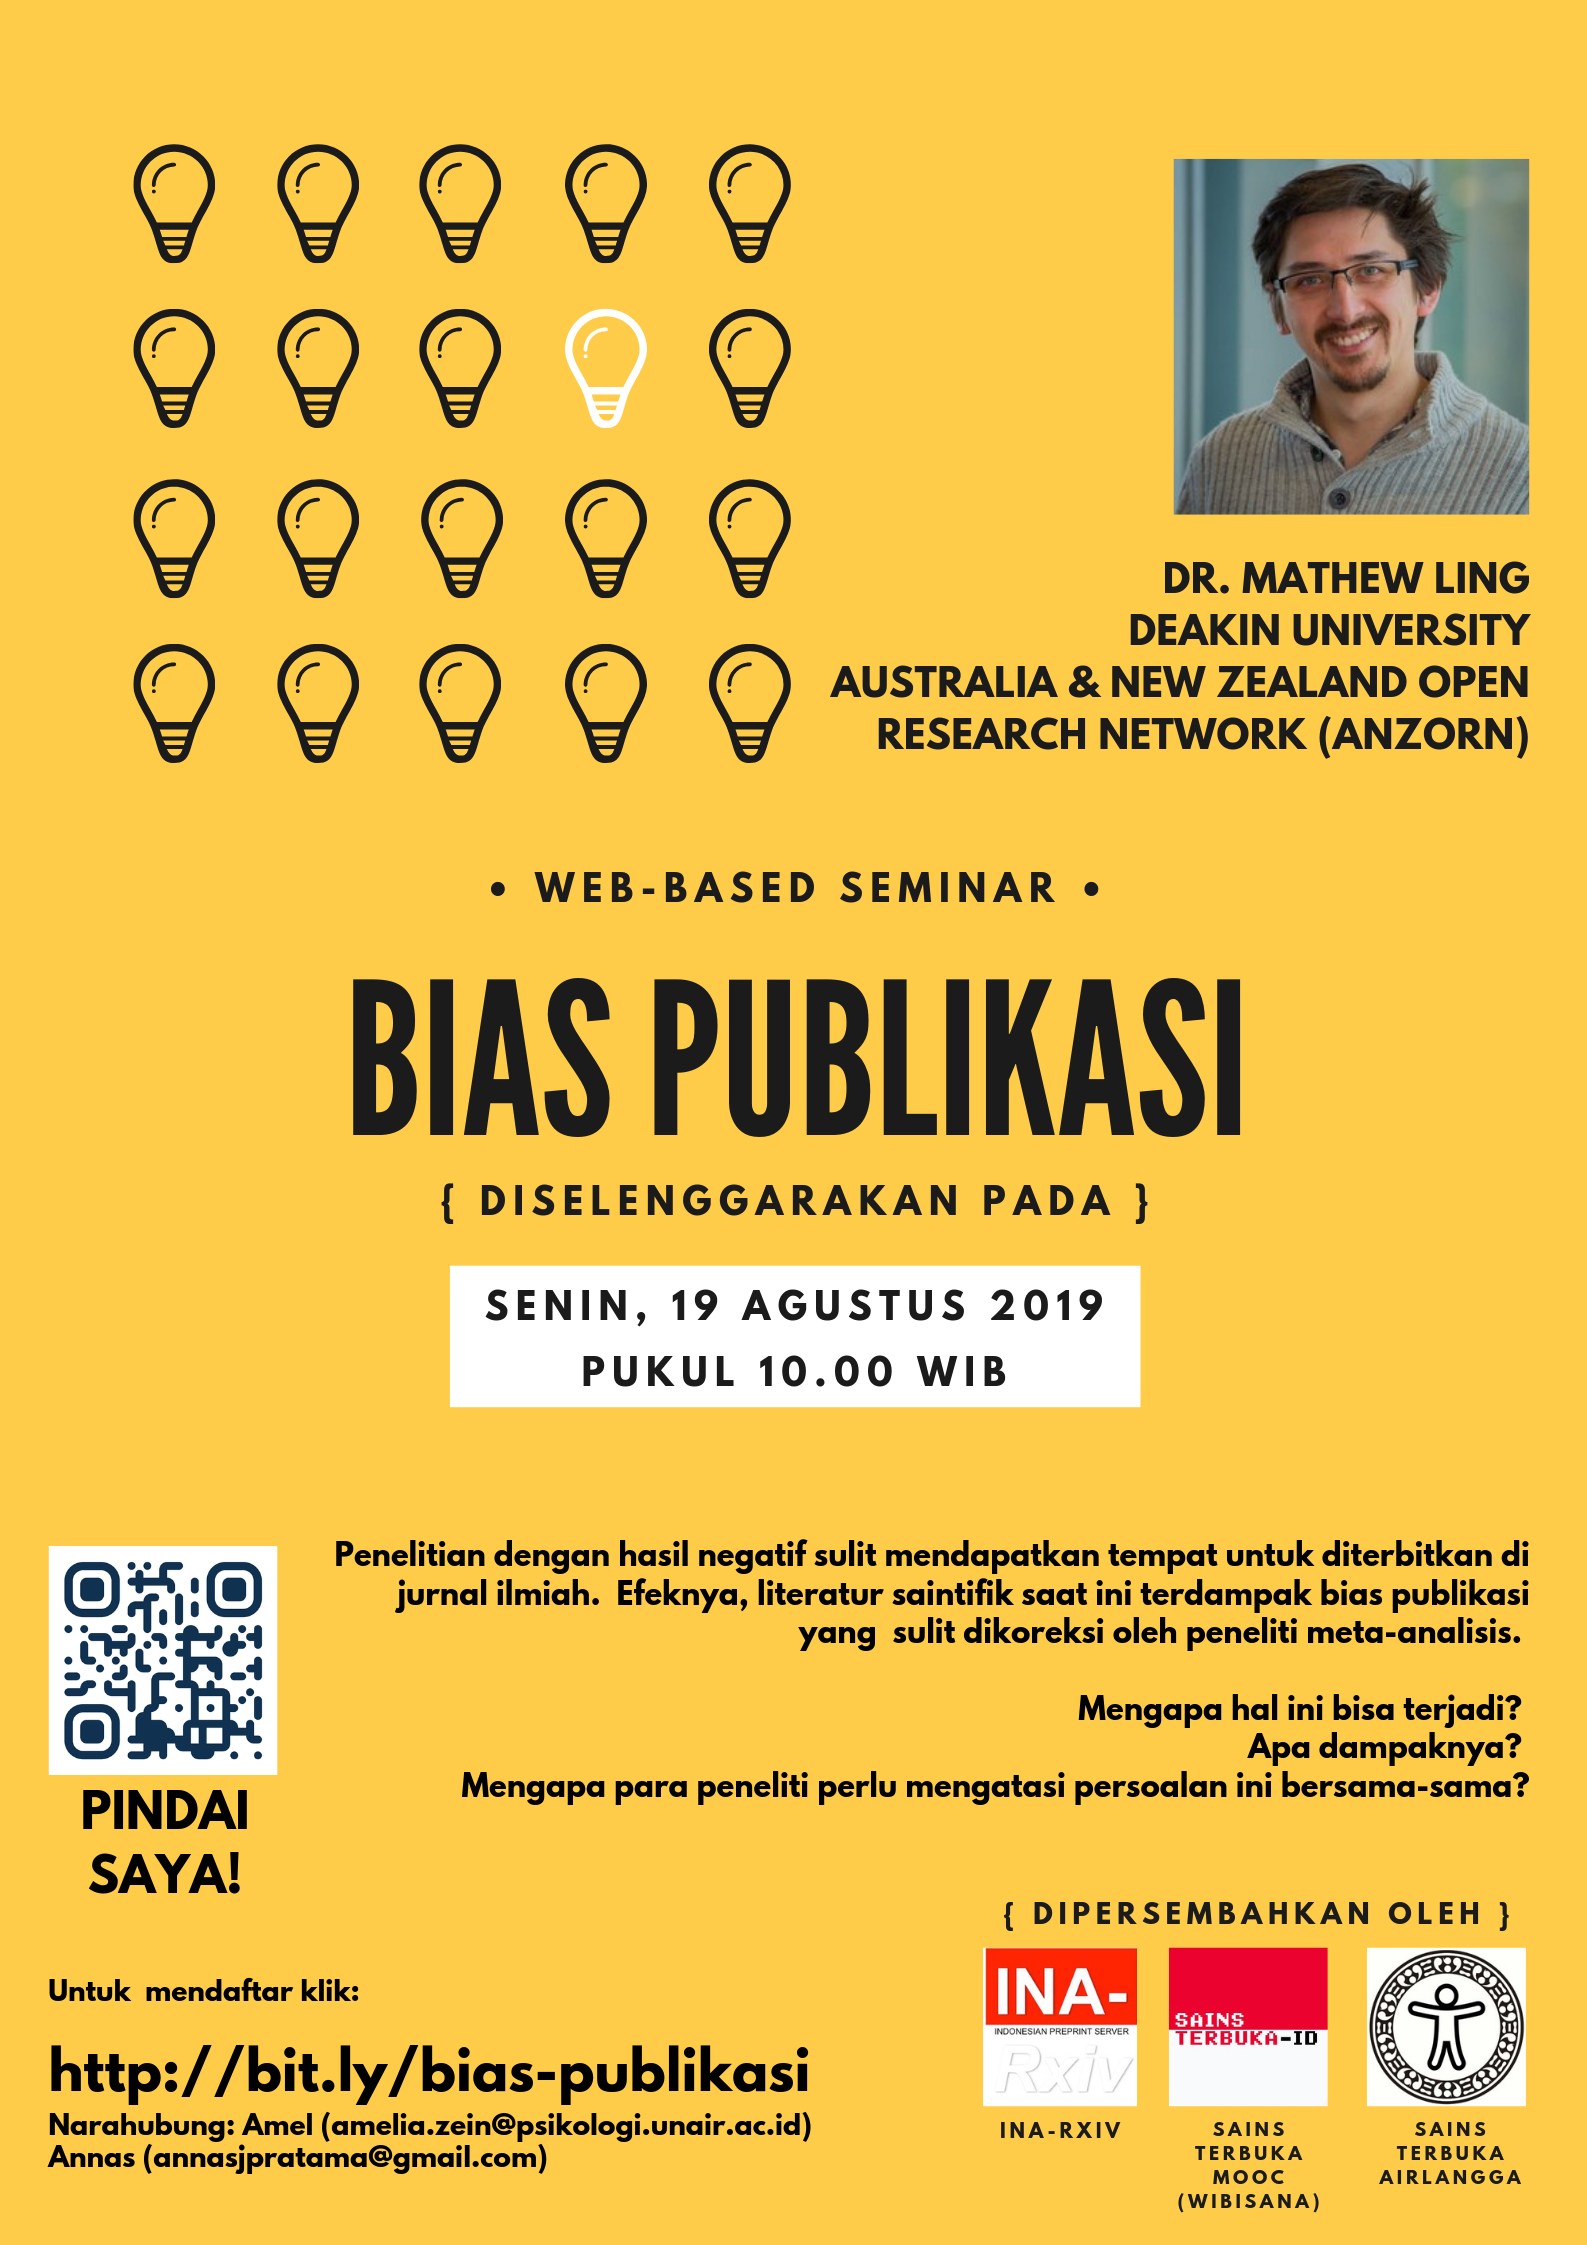 DR. MATHEW LING
DEAKIN UNIVERSITY
AUSTRALIA & NEW ZEALAND OPEN
RESEARCH NETWORK (ANZORN)
• WEB-BASED SEMINAR •
BIAS PUBLIKASI
{ DISELENGGARAKAN PADA }
SENIN, 19 AGUSTUS 2019
PUKUL 10.00 WIB
Penelitian dengan hasil negatif sulit mendapatkan tempat untuk diterbitkan di
jurnal ilmiah. Efeknya, literatur saintifik saat ini terdampak bias publikasi
yang sulit dikoreksi oleh peneliti meta-analisis.
Mengapa hal ini bisa terjadi?
Apa dampaknya?
Mengapa para peneliti perlu mengatasi persoalan ini bersama-sama?
PINDAI
SAYA!
Untuk mendaftar klik:
http://bit.ly/bias-publikasi
Narahubung: Amel (amelia.zein@psikologi.unair.ac.id)
Annas (annasjpratama@gmail.com)
{ DIPERSEMBAHKAN OLEH }
INA-
INDONESIAN PREPRINT SERVER
Rxiv
INA-RXIV
SAINS
TERBUKA-ID
SAINS
TERBUKA
MOOC
(WIBISANA)
SAINS
TERBUKA
AIRLANGGA